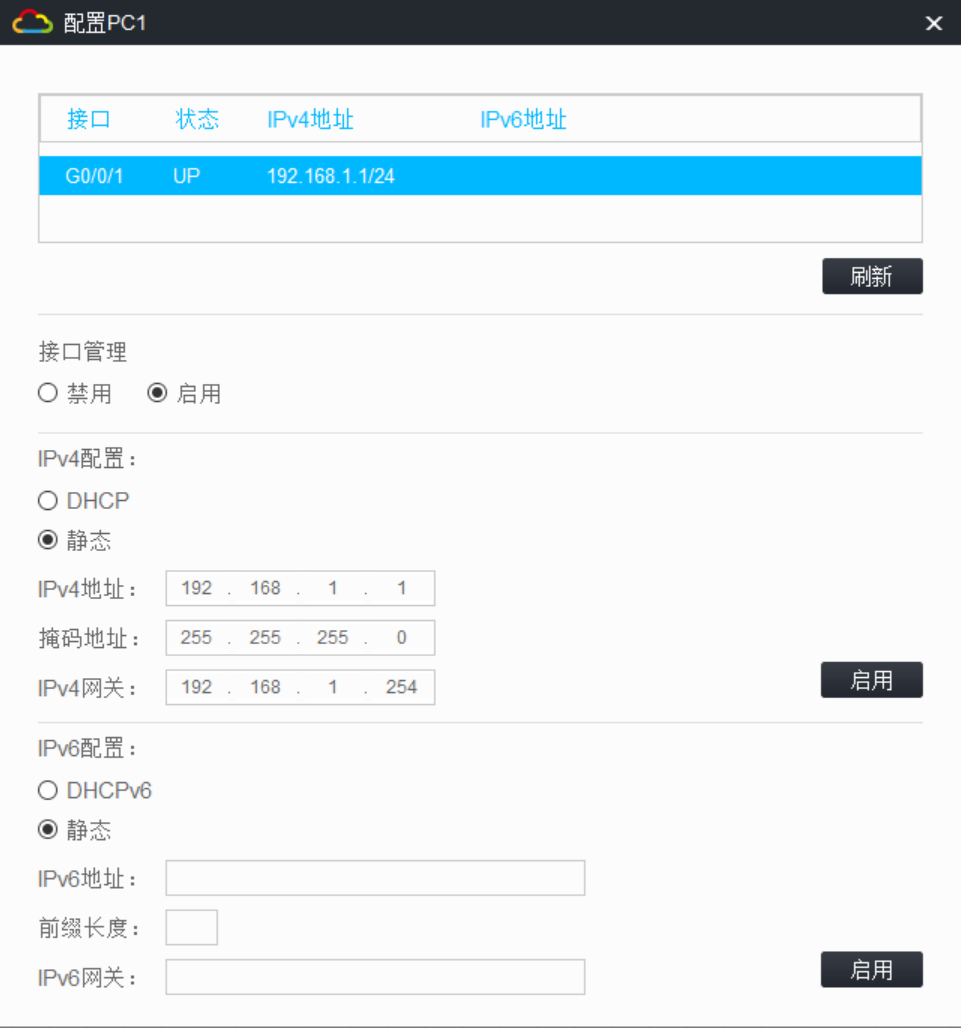 配置PC1
接口 状态 IPv4地址 IPv6地址
G0/0/1 UP 192.168.1.1/24
刷新
接口管理
禁用 启用
IPv4配置：
DHCP
静态
IPv4地址： 192 . 168 . 1 . 1
掩码地址： 255 . 255 . 255 . 0
IPv4网关： 192 . 168 . 1 . 254
启用
IPv6配置：
DHCPv6
静态
IPv6地址：
前缀长度：
IPv6网关：
启用